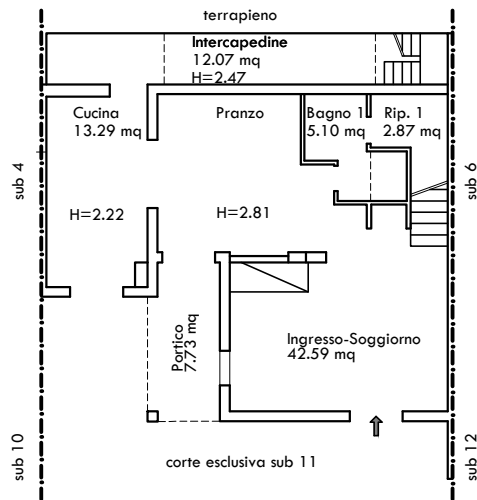 terrapieno
Intercapedine
12.07 mq
H=2.47
Cucina
13.29 mq
Pranzo
Bagno 1
5.10 mq
Rip. 1
2.87 mq
sub 4
sub 6
H=2.22
H=2.81
Portico
7.73 mq
Ingresso-Soggiorno
42.59 mq
sub 10
sub 12
corte esclusiva sub 11